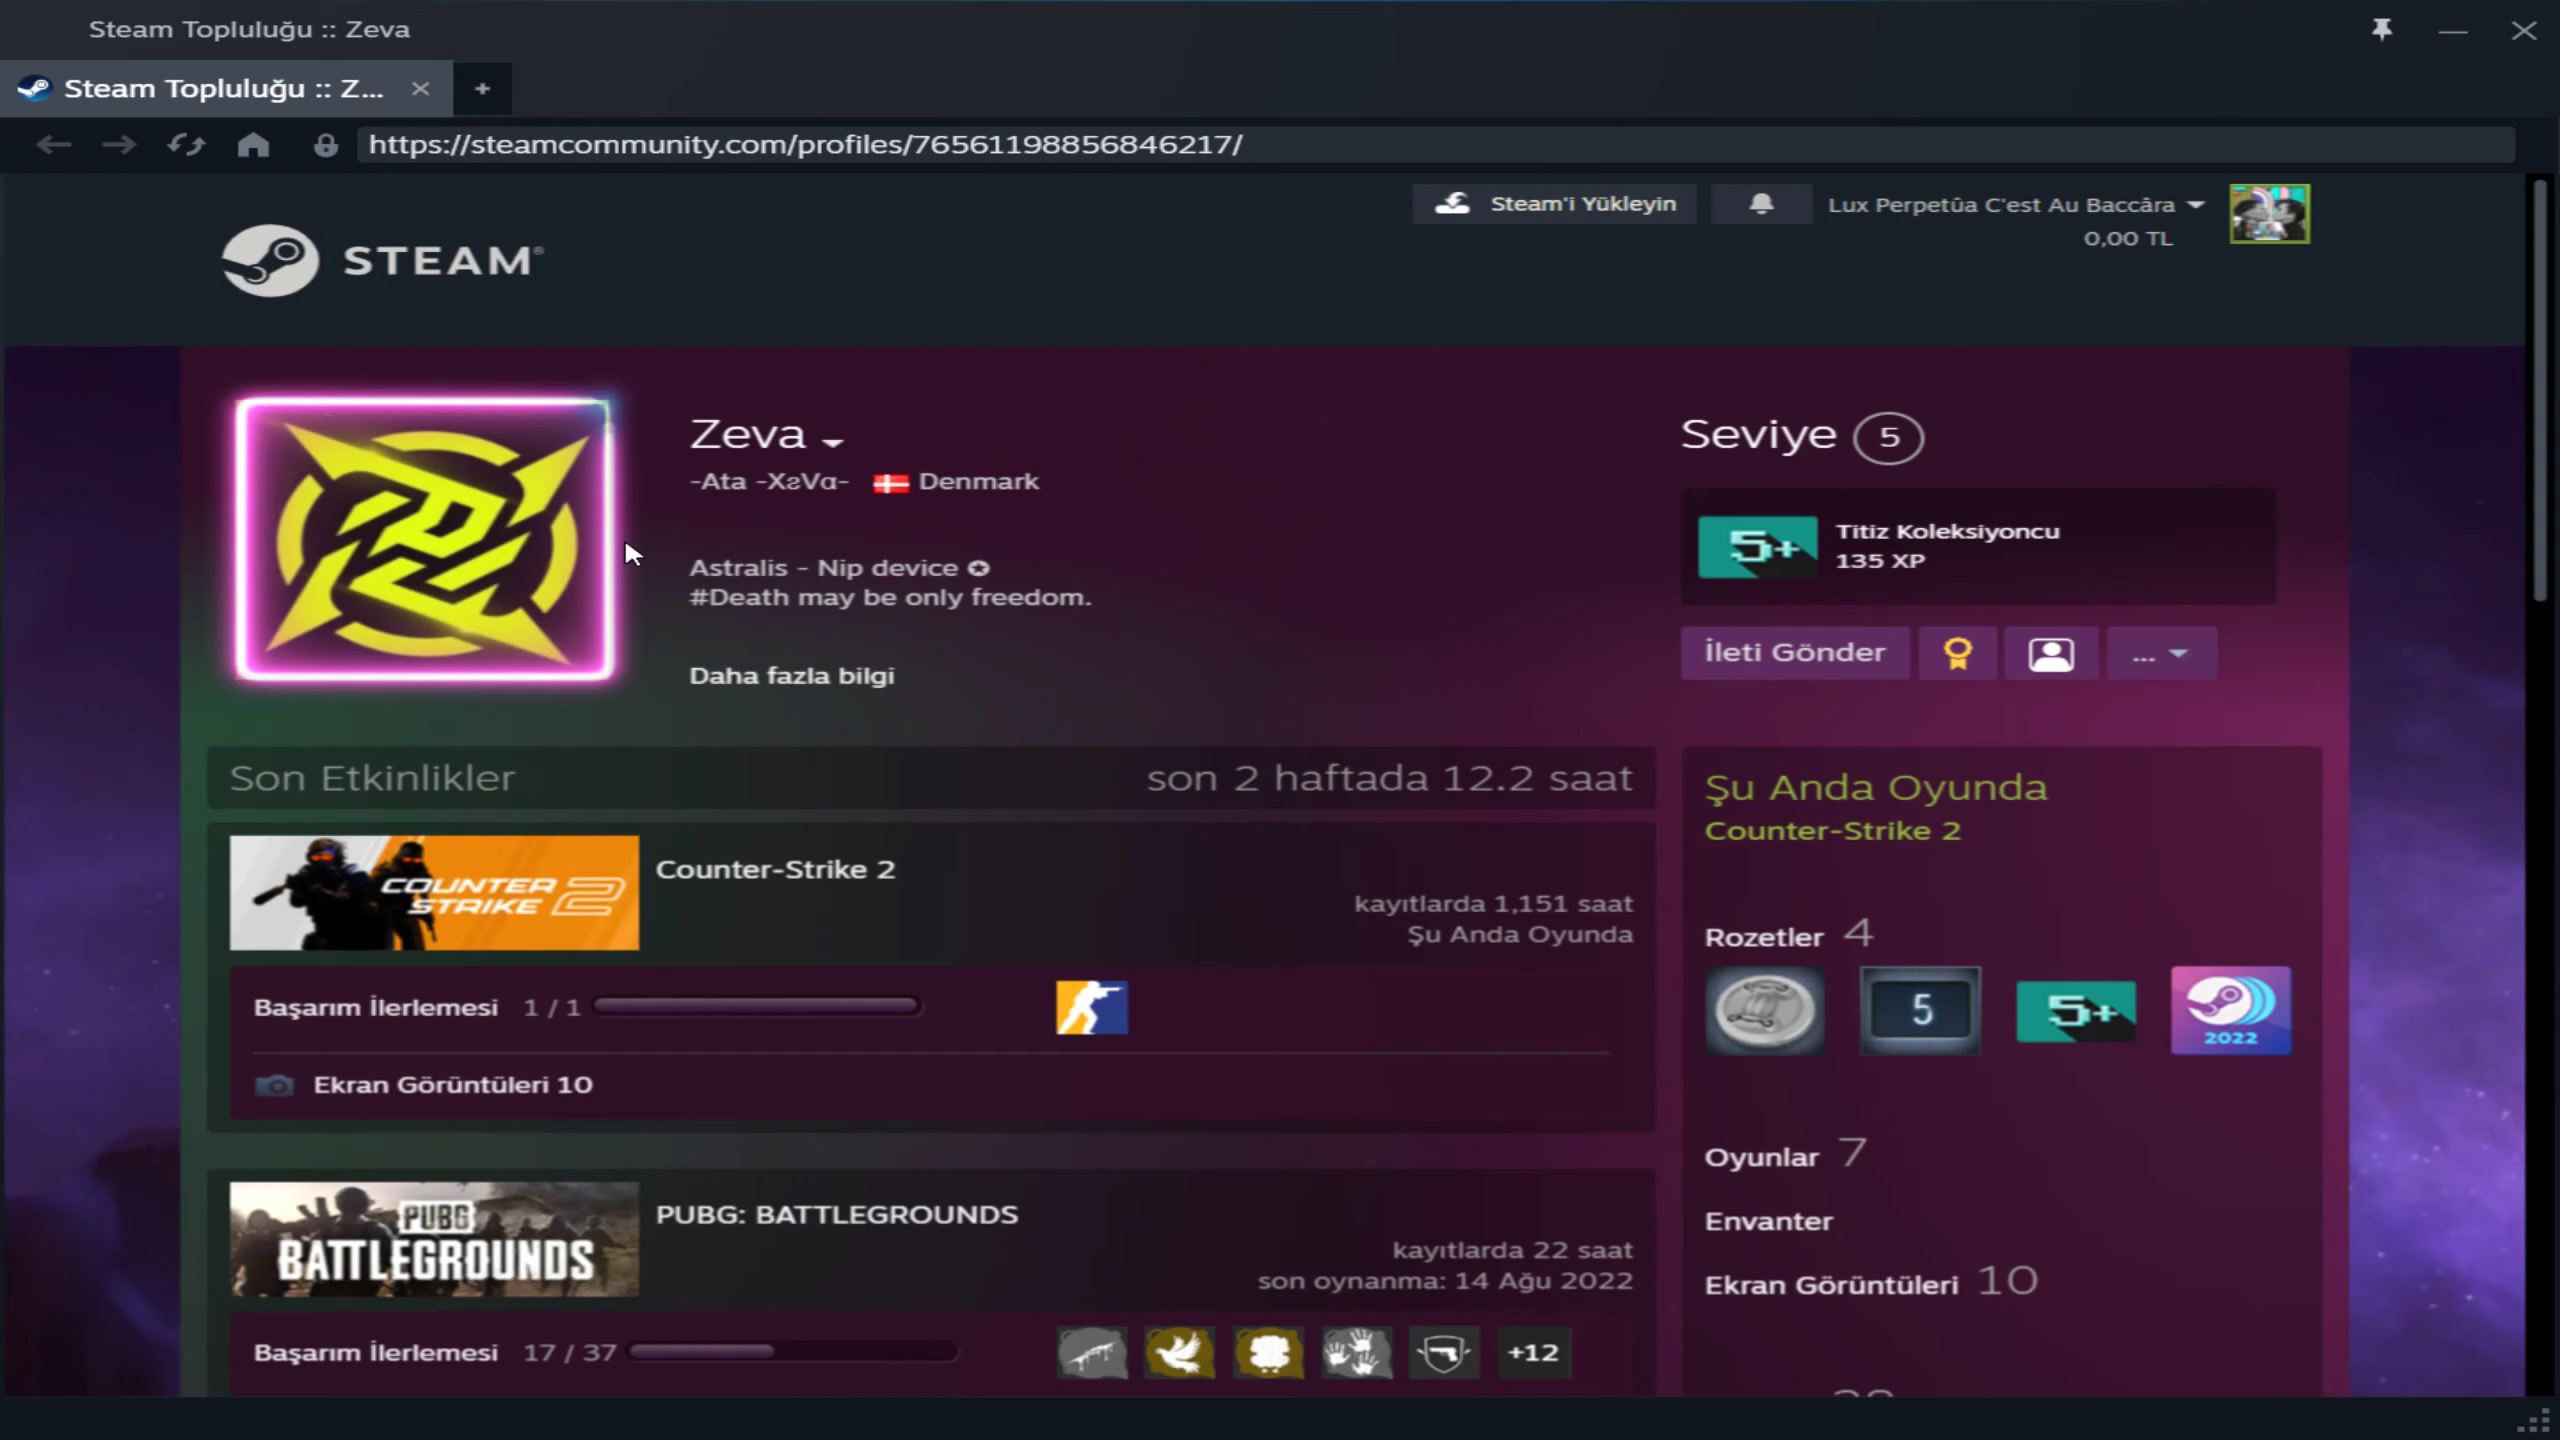 Steam Topluluğu :: Zeva
Steam Topluluğu :: Z...
https://steamcommunity.com/profiles/76561198856846217/
Steam'i Yükleyin
Lux Perpetûa C'est Au Baccâra
0,00 TL
STEAM®
Zeva
-Ata -XƨVα-
Denmark
Astralis - Nip device ✪
#Death may be only freedom.
Daha fazla bilgi
Seviye 5
5+
Titiz Koleksiyoncu
135 XP
İleti Gönder
...
Son Etkinlikler
son 2 haftada 12.2 saat
COUNTER STRIKE 2
Counter-Strike 2
kayıtlarda 1,151 saat
Şu Anda Oyunda
Başarım İlerlemesi 1 / 1
Ekran Görüntüleri 10
PUBG
BATTLEGROUNDS
PUBG: BATTLEGROUNDS
kayıtlarda 22 saat
son oynanma: 14 Ağu 2022
Başarım İlerlemesi 17 / 37
+12
Şu Anda Oyunda
Counter-Strike 2
Rozetler 4
5
5+
2022
Oyunlar 7
Envanter
Ekran Görüntüleri 10